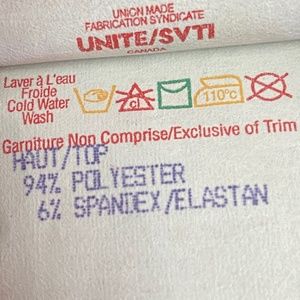 UNION MADE
FABRICATION SYNDICATE
UNITE/SVTI
CANADA
Laver à L'eau
Froide
Cold Water
Wash
cl
110°c
Garniture Non Comprise/Exclusive of Trim
HAUT/TOP
94% POLYESTER
6% SPANDEX/ELASTAN